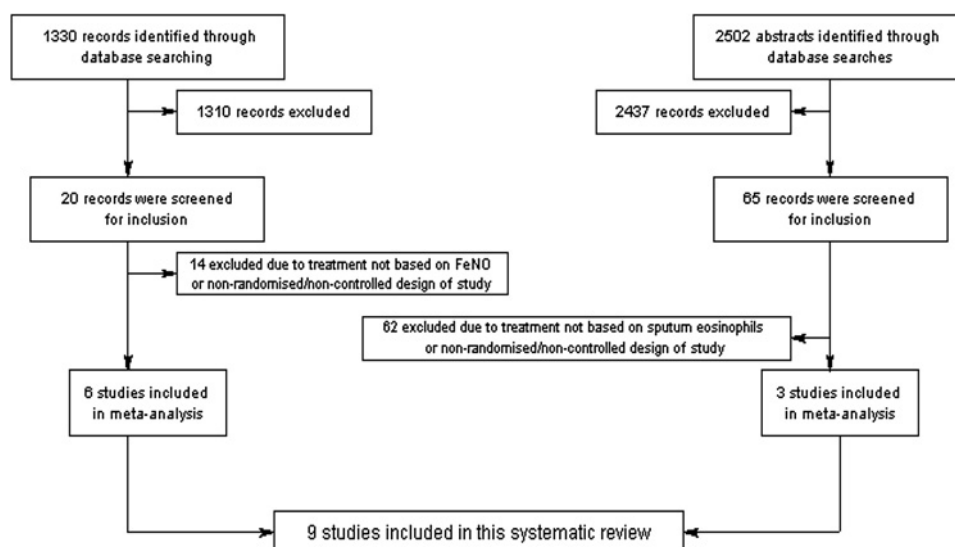 1330 records identified through
database searching
2502 abstracts identified through
database searches
1310 records excluded
2437 records excluded
20 records were screened
for inclusion
65 records were screened
for inclusion
14 excluded due to treatment not based on FeNO
or non-randomised/non-controlled design of study
62 excluded due to treatment not based on sputum eosinophils
or non-randomised/non-controlled design of study
6 studies included
in meta-analysis
3 studies included
in meta-analysis
9 studies included in this systematic review